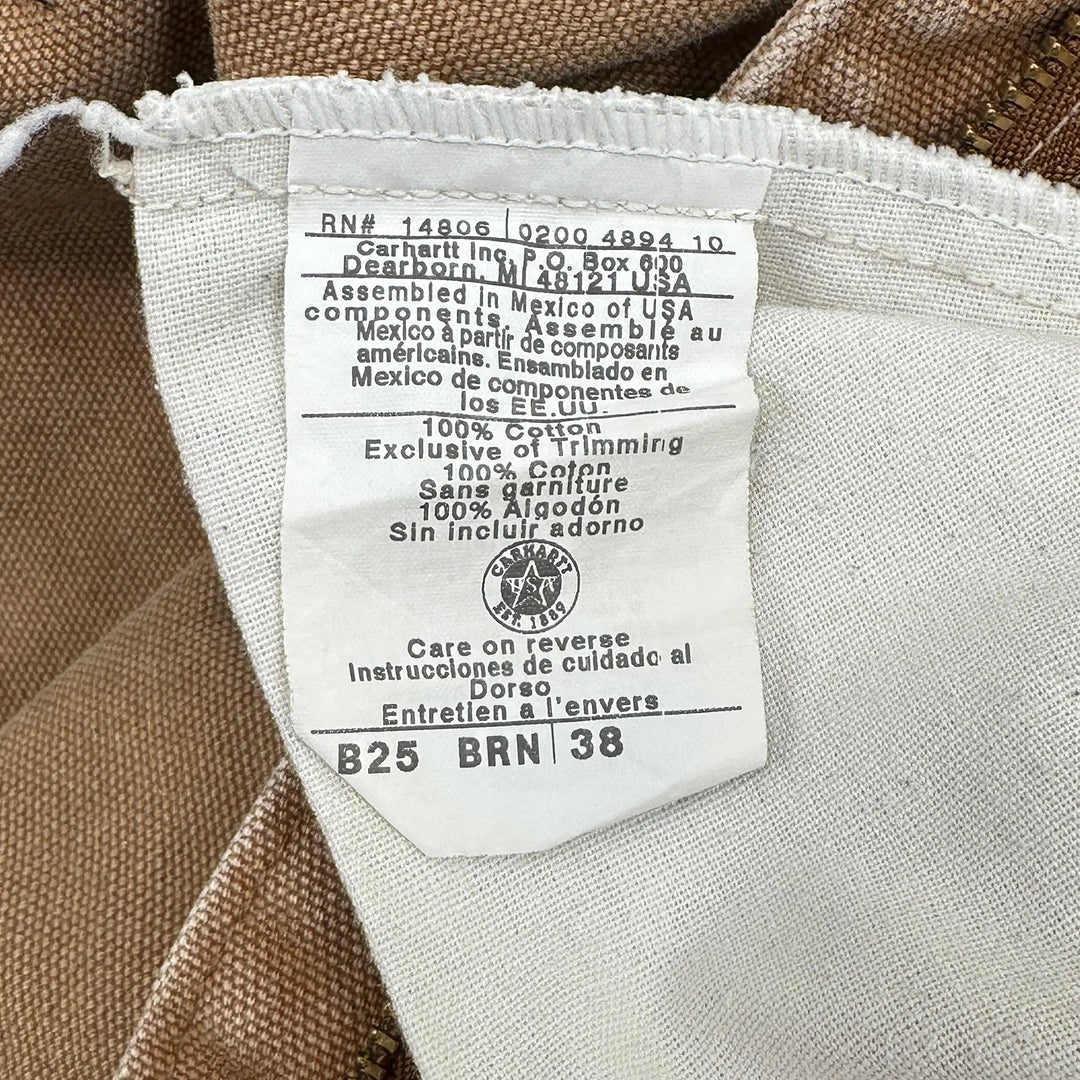 RN# 14806 | 0200 4894 10
Carhartt Inc, P.O. Box 600
Dearborn, MI 48121 USA
Assembled in Mexico of USA
components. Assemblé au
Mexico à partir de composants
américains. Ensamblado en
Mexico de componentes de
los EE.UU.
100% Cotton
Exclusive of Trimming
100% Coton
Sans garniture
100% Algodón
Sin incluir adorno
CARHARTT
USA
EST. 1889
Care on reverse
Instrucciones de cuidado al
Dorso
Entretien a l'envers
B25 BRN | 38